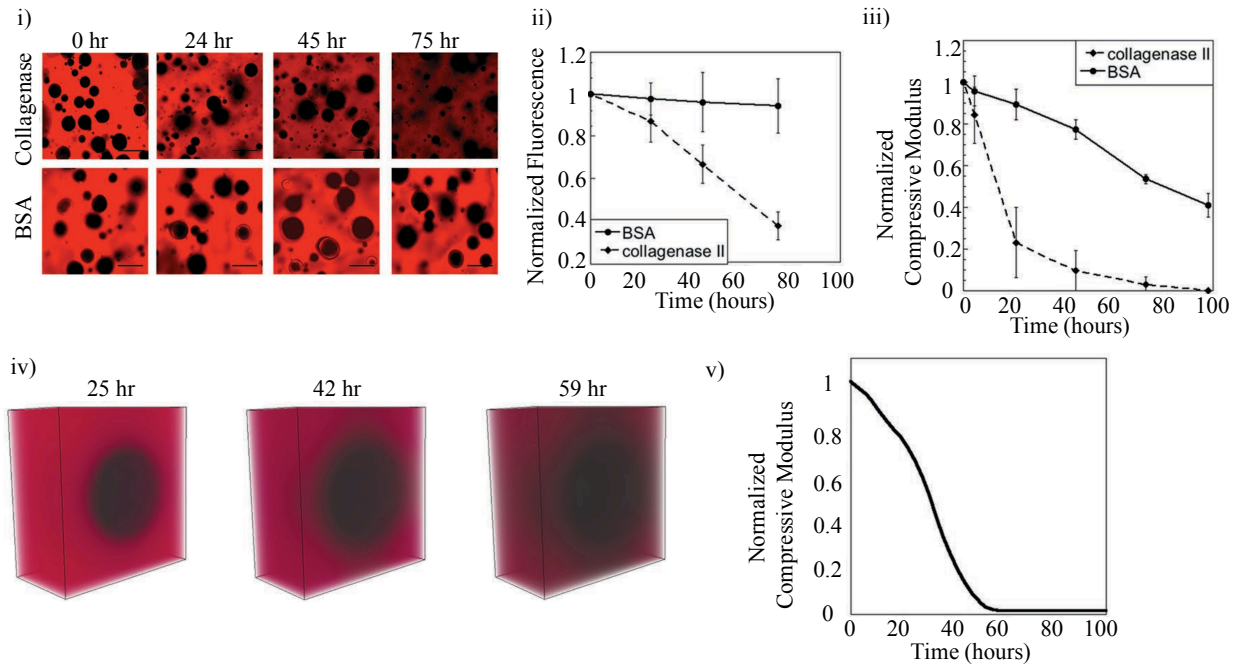 i)
0 hr 24 hr 45 hr 75 hr
Collagenase
BSA
ii)
1.2
1
0.8
0.6
0.4
0.2
Normalized Fluorescence
BSA
collagenase II
0 20 40 60 80 100
Time (hours)
iii)
1.2
1
0.8
0.6
0.4
0.2
0
Normalized
Compressive Modulus
collagenase II
BSA
0 20 40 60 80 100
Time (hours)
iv)
25 hr 42 hr 59 hr
v)
1
0.8
0.6
0.4
0.2
0
Normalized
Compressive Modulus
0 20 40 60 80 100
Time (hours)